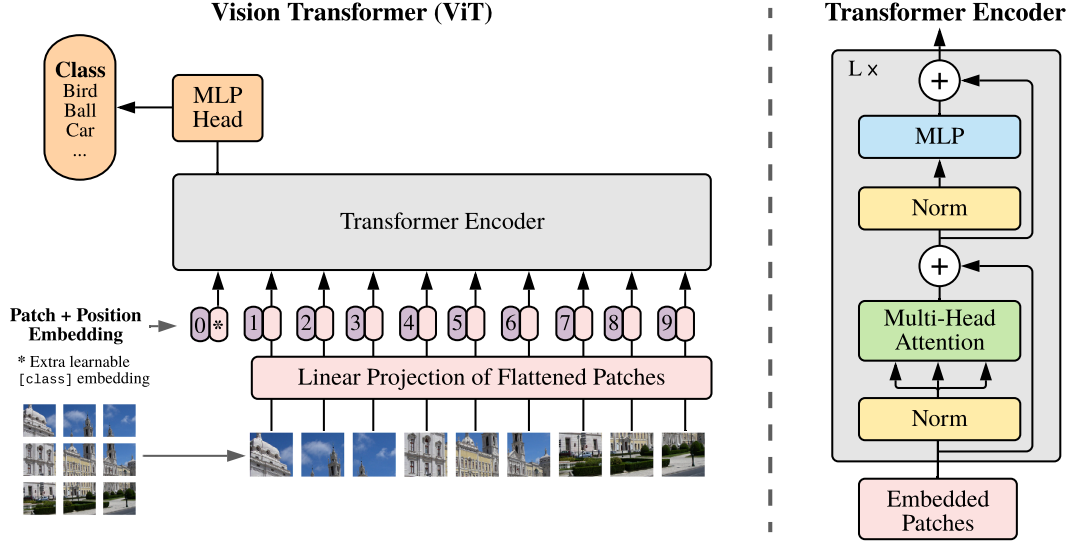 Vision Transformer (ViT)
Class
Bird
Ball
Car
...
MLP
Head
Transformer Encoder
Patch + Position
Embedding
* Extra learnable
[class] embedding
0 * 1 2 3 4 5 6 7 8 9
Linear Projection of Flattened Patches
Transformer Encoder
L ×
+
MLP
Norm
+
Multi-Head
Attention
Norm
Embedded
Patches